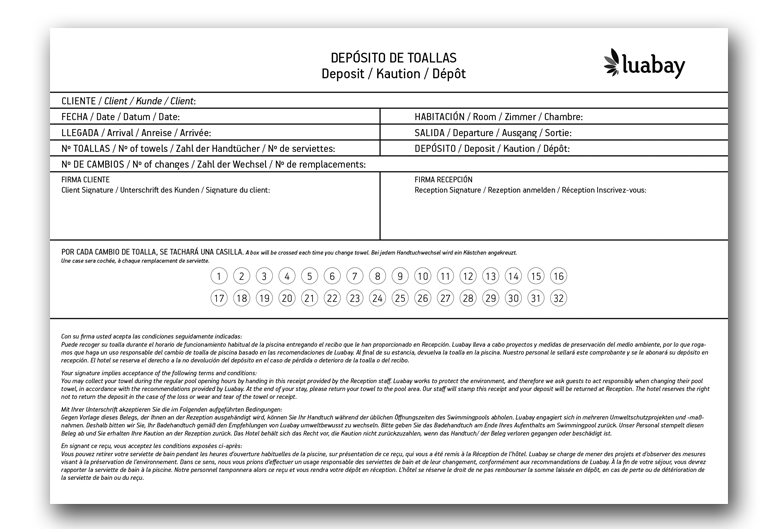 DEPÓSITO DE TOALLAS
Deposit / Kaution / Dépôt
luabay
CLIENTE / Client / Kunde / Client:
FECHA / Date / Datum / Date:
HABITACIÓN / Room / Zimmer / Chambre:
LLEGADA / Arrival / Anreise / Arrivée:
SALIDA / Departure / Ausgang / Sortie:
Nº TOALLAS / Nº of towels / Zahl der Handtücher / Nº de serviettes:
DEPÓSITO / Deposit / Kaution / Dépôt:
Nº DE CAMBIOS / Nº of changes / Zahl der Wechsel / Nº de remplacements:
FIRMA CLIENTE
Client Signature / Unterschrift des Kunden / Signature du client:
FIRMA RECEPCIÓN
Reception Signature / Rezeption anmelden / Réception Inscrivez-vous:
POR CADA CAMBIO DE TOALLA, SE TACHARÁ UNA CASILLA. A box will be crossed each time you change towel. Bei jedem Handtuchwechsel wird ein Kästchen angekreuzt.
Une case sera cochée, à chaque remplacement de serviette.
1 2 3 4 5 6 7 8 9 10 11 12 13 14 15 16
17 18 19 20 21 22 23 24 25 26 27 28 29 30 31 32
Con su firma usted acepta las condiciones seguidamente indicadas:
Puede recoger su toalla durante el horario de funcionamiento habitual de la piscina entregando el recibo que le han proporcionado en Recepción. Luabay lleva a cabo proyectos y medidas de preservación del medio ambiente, por lo que roga-
mos que haga un uso responsable del cambio de toalla de piscina basado en las recomendaciones de Luabay. Al final de su estancia, devuelva la toalla en la piscina. Nuestro personal le sellará este comprobante y se le abonará su depósito en
recepción. El hotel se reserva el derecho a la no devolución del depósito en el caso de pérdida o deterioro de la toalla o del recibo.
Your signature implies acceptance of the following terms and conditions:
You may collect your towel during the regular pool opening hours by handing in this receipt provided by the Reception staff. Luabay works to protect the environment, and therefore we ask guests to act responsibly when changing their pool
towel, in accordance with the recommendations provided by Luabay. At the end of your stay, please return your towel to the pool area. Our staff will stamp this receipt and your deposit will be returned at Reception. The hotel reserves the right
not to return the deposit in the case of the loss or wear and tear of the towel or receipt.
Mit Ihrer Unterschrift akzeptieren Sie die im Folgenden aufgeführten Bedingungen:
Gegen Vorlage dieses Belegs, der Ihnen an der Rezeption ausgehändigt wird, können Sie Ihr Handtuch während der üblichen Öffnungszeiten des Swimmingpools abholen. Luabay engagiert sich in mehreren Umweltschutzprojekten und -maß-
nahmen. Deshalb bitten wir Sie, Ihr Badehandtuch gemäß den Empfehlungen von Luabay umweltbewusst zu wechseln. Bitte geben Sie das Badehandtuch am Ende Ihres Aufenthalts am Swimmingpool zurück. Unser Personal stempelt diesen
Beleg ab und Sie erhalten Ihre Kaution an der Rezeption zurück. Das Hotel behält sich das Recht vor, die Kaution nicht zurückzuzahlen, wenn das Handtuch/ der Beleg verloren gegangen oder beschädigt ist.
En signant ce reçu, vous acceptez les conditions exposées ci-après:
Vous pouvez retirer votre serviette de bain pendant les heures d'ouverture habituelles de la piscine, sur présentation de ce reçu, qui vous a été remis à la Réception de l'hôtel. Luabay se charge de mener des projets et d'observer des mesures
visant à la préservation de l'environnement. Dans ce sens, nous vous prions d'effectuer un usage responsable des serviettes de bain et de leur changement, conformément aux recommandations de Luabay. À la fin de votre séjour, vous devrez
rapporter la serviette de bain à la piscine. Notre personnel tamponnera alors ce reçu et vous rendra votre dépôt en réception. L'hôtel se réserve le droit de ne pas rembourser la somme laissée en dépôt, en cas de perte ou de détérioration de
la serviette de bain ou du reçu.